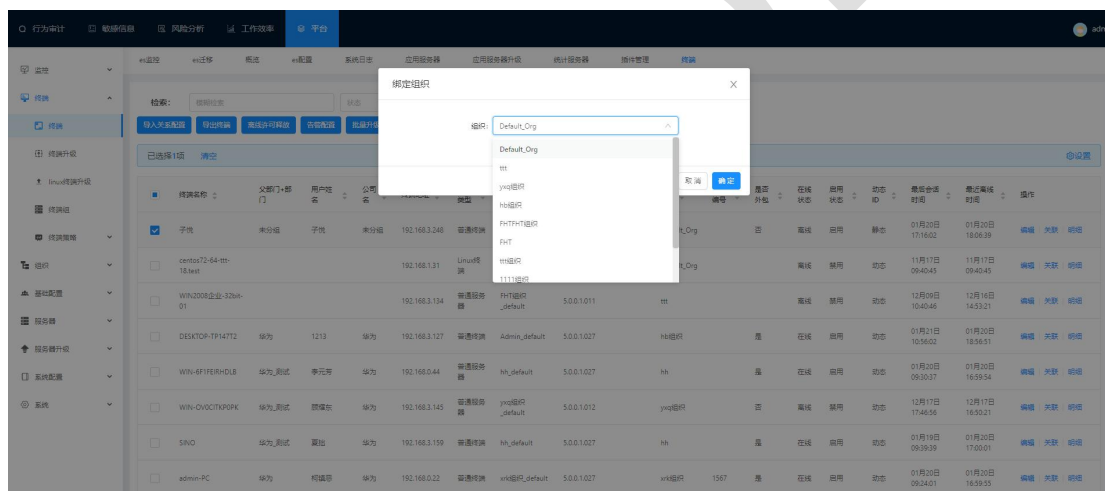 行为审计 敏感信息 风险分析 工作效率 平台 adm
监控
终端
终端
终端升级
linux终端升级
终端组
终端策略
组织
基础配置
服务器
服务器升级
系统配置
系统
es监控 es迁移 概览 es配置 系统日志 应用服务器 应用服务器升级 统计服务器 插件管理 终端
检索: 模糊检索 状态
导入关系配置 导出终端 离线许可释放 告警配置 批量升级
已选择1项 清空 设置
绑定组织
组织: Default_Org
Default_Org
ttt
yxq组织
hb组织
FHTFHT组织
FHT
ttt组织
1111组织
取消 确定
终端名称 父部门+部门 用户姓名 公司名 类型 编号 是否外包 在线状态 启用状态 动态ID 最后会话时间 最近离线时间 操作
子悦 未分组 子悦 未分组 192.168.3.246 普通终端 t_Org 否 离线 启用 静态 01月20日 17:16:02 01月20日 18:06:39 编辑 关联 明细
centos72-64-ttt-18.test 192.168.1.31 Linux终端 t_Org 离线 禁用 动态 11月17日 09:40:45 11月17日 09:40:45 编辑 关联 明细
WIN2008企业-32bit-01 192.168.3.134 普通服务器 FHT组织_default 5.0.0.1.011 ttt 离线 禁用 动态 12月09日 10:40:46 12月16日 14:53:21 编辑 关联 明细
DESKTOP-TP147T2 华为 1213 华为 192.168.3.127 普通终端 Admin_default 5.0.0.1.027 hb组织 是 在线 启用 动态 01月21日 10:56:02 01月20日 18:56:51 编辑 关联 明细
WIN-6F1FEIRHDLB 华为_测试 李元芳 华为 192.168.0.44 普通服务器 hh_default 5.0.0.1.027 hh 是 在线 启用 动态 01月20日 09:30:37 01月20日 16:59:54 编辑 关联 明细
WIN-OV0CITKP0PK 华为_测试 顾耀东 华为 192.168.3.145 普通服务器 yxq组织_default 5.0.0.1.012 yxq组织 否 离线 禁用 动态 12月17日 17:46:56 12月17日 16:50:21 编辑 关联 明细
SINO 华为_测试 夏拙 华为 192.168.3.159 普通终端 hh_default 5.0.0.1.027 hh 是 在线 启用 动态 01月19日 09:39:39 01月20日 17:00:01 编辑 关联 明细
admin-PC 华为 柯镇恶 华为 192.168.0.22 普通终端 xrk组织_default 5.0.0.1.027 xrk组织 1567 是 在线 启用 动态 01月20日 09:24:01 01月20日 16:59:55 编辑 关联 明细